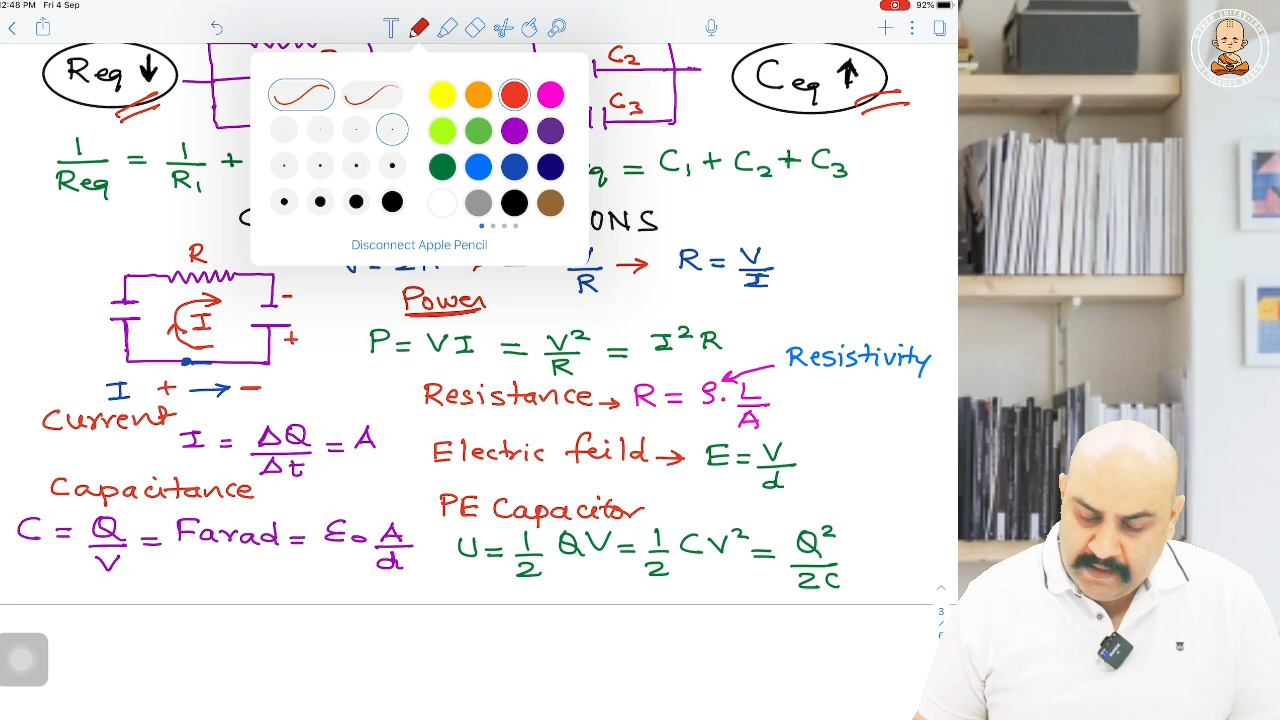 12:48 PM Fri 4 Sep
92%
T
Req ↓
C2
C3
Ceq ↑
1/Req = 1/R1 +
q = C1 + C2 + C3
ONS
R
V/R → R = V/I
Power
- 
I
+
P = VI = V²/R = I²R
Resistivity
I + → -
Resistance → R = ρ. L/A
Current
I = ΔQ/Δt = A
Electric feild → E = V/d
Capacitance
C = Q/V = Farad = ε₀ A/d
PE Capacitor
U = 1/2 QV = 1/2 CV² = Q²/2C
Disconnect Apple Pencil